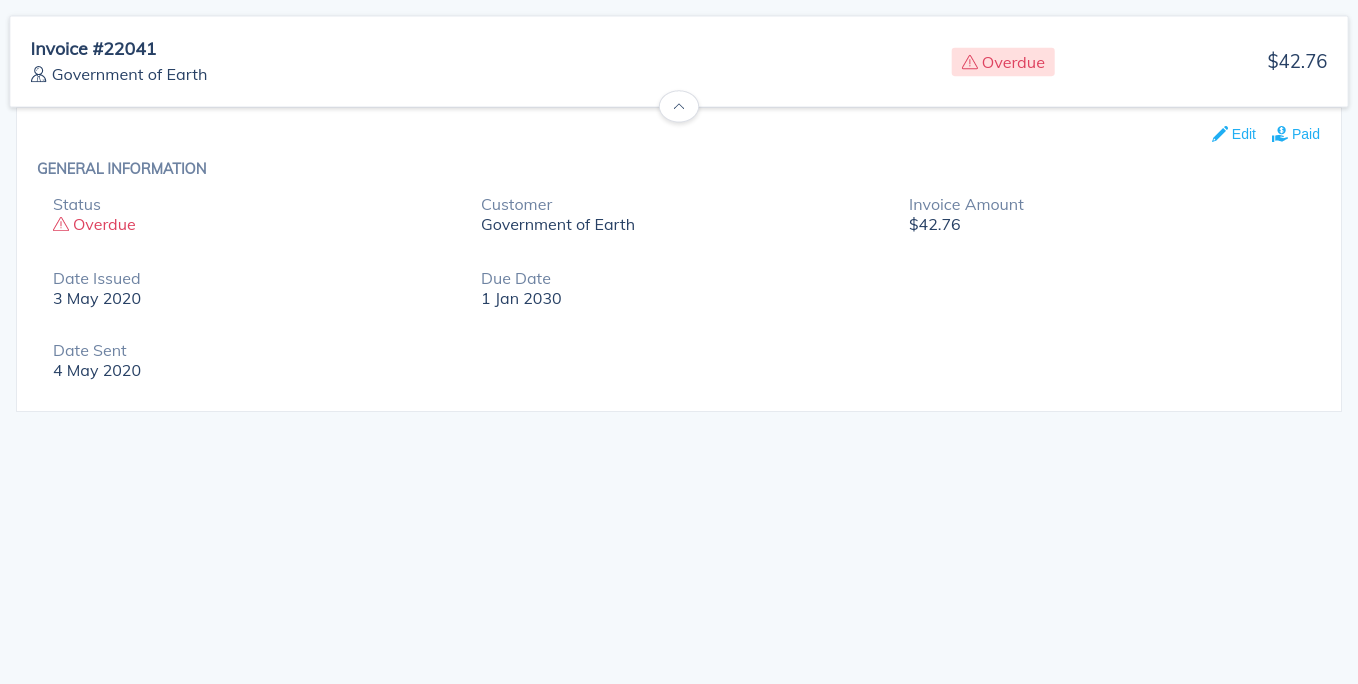 Invoice #22041
Government of Earth
Overdue
$42.76
Edit
Paid
GENERAL INFORMATION
Status
Overdue
Customer
Government of Earth
Invoice Amount
$42.76
Date Issued
3 May 2020
Due Date
1 Jan 2030
Date Sent
4 May 2020